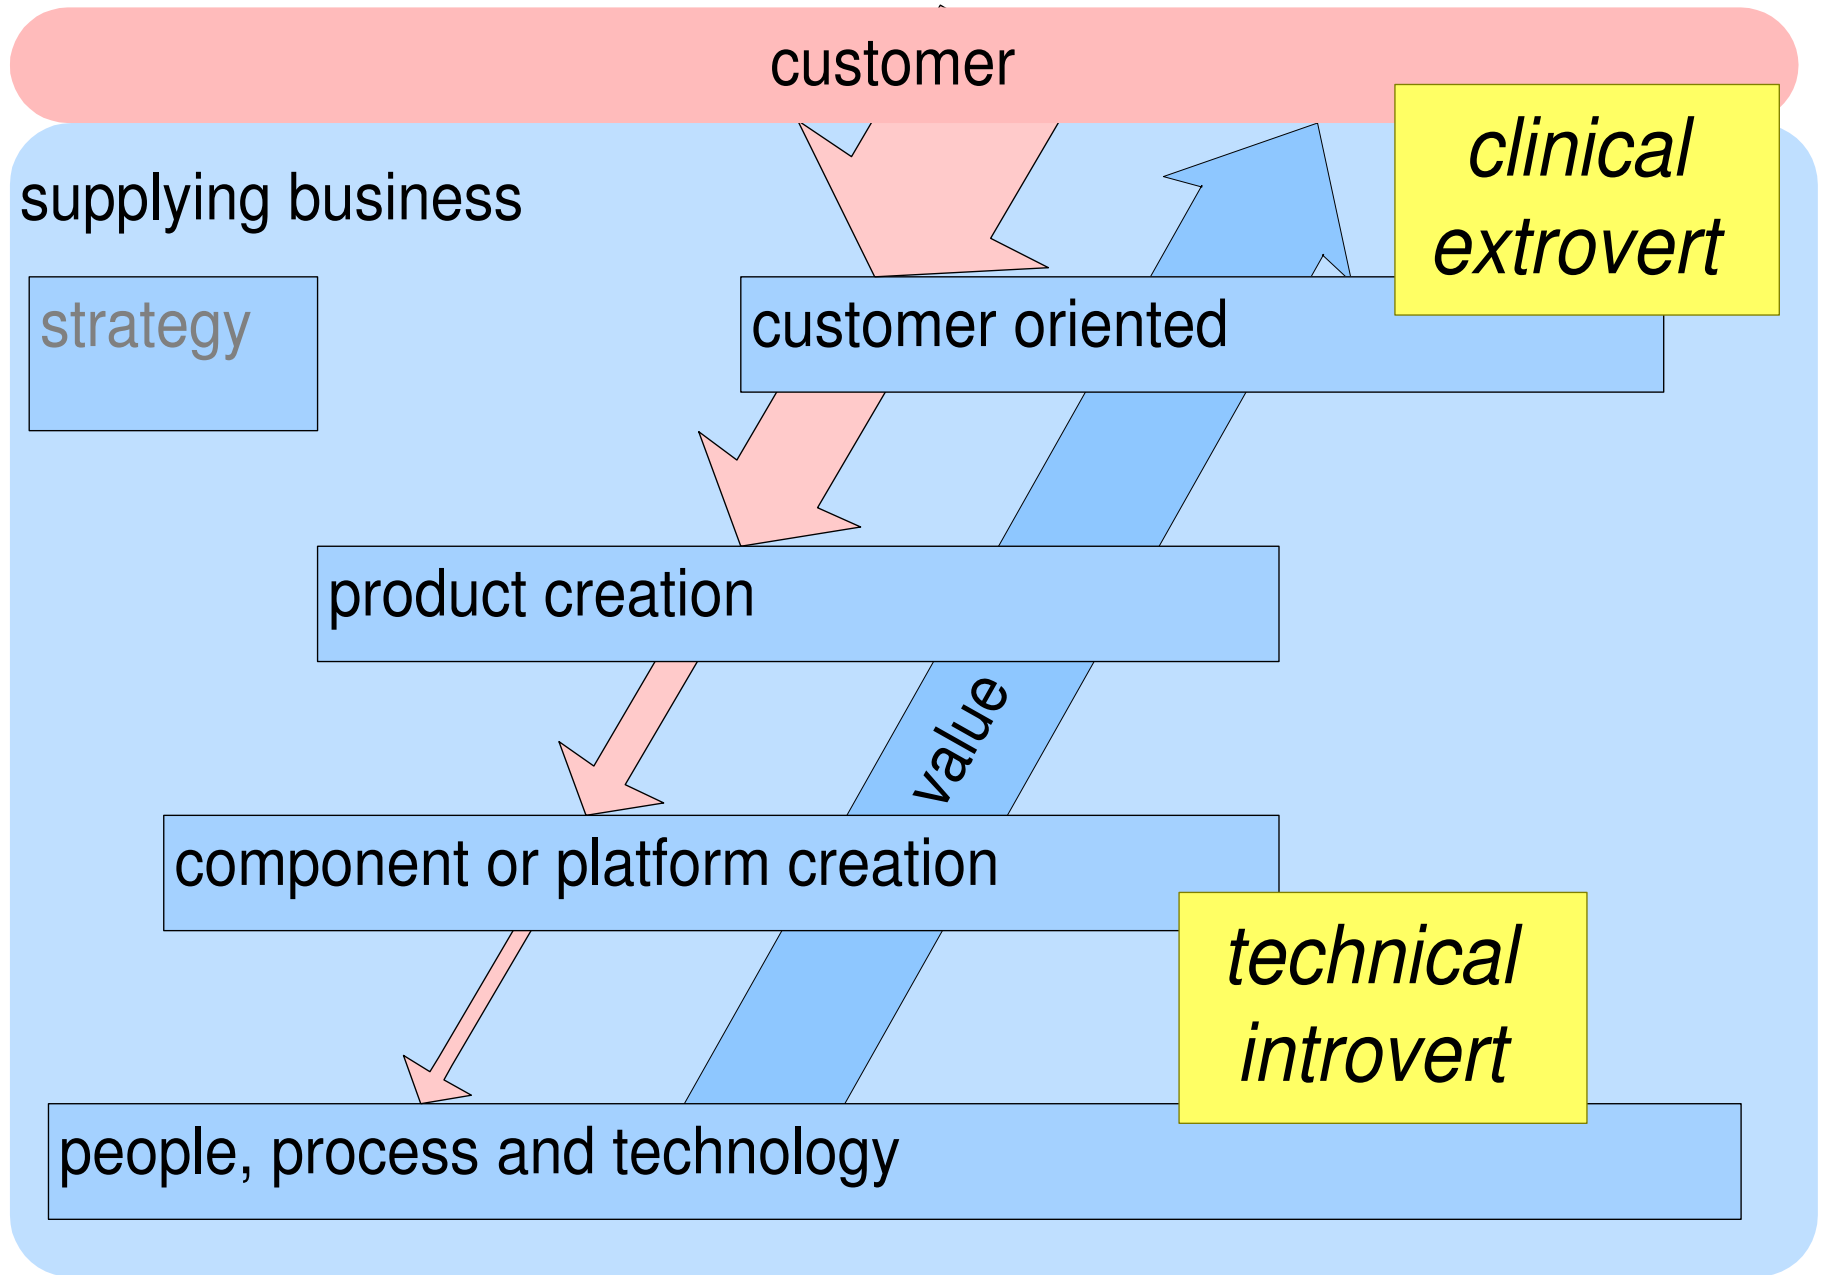 customer
clinical
extrovert
supplying business
strategy
customer oriented
product creation
value
component or platform creation
technical
introvert
people, process and technology